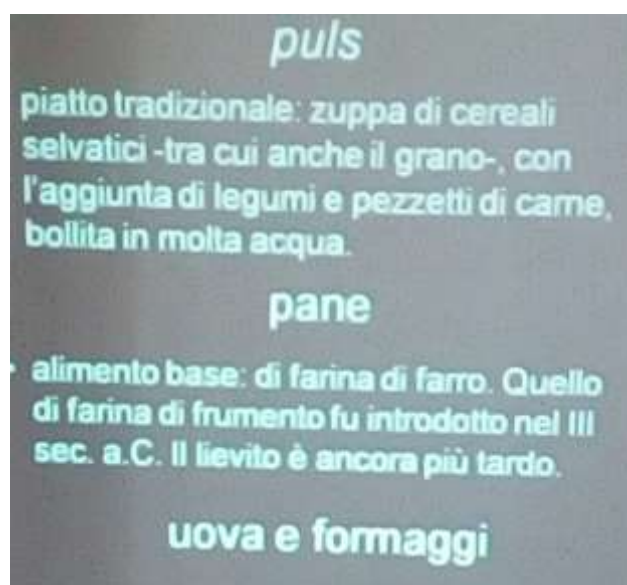 puls
piatto tradizionale: zuppa di cereali
selvatici -tra cui anche il grano-, con
l'aggiunta di legumi e pezzetti di carne,
bollita in molta acqua.
pane
• alimento base: di farina di farro. Quello
di farina di frumento fu introdotto nel III
sec. a.C. Il lievito è ancora più tardo.
uova e formaggi